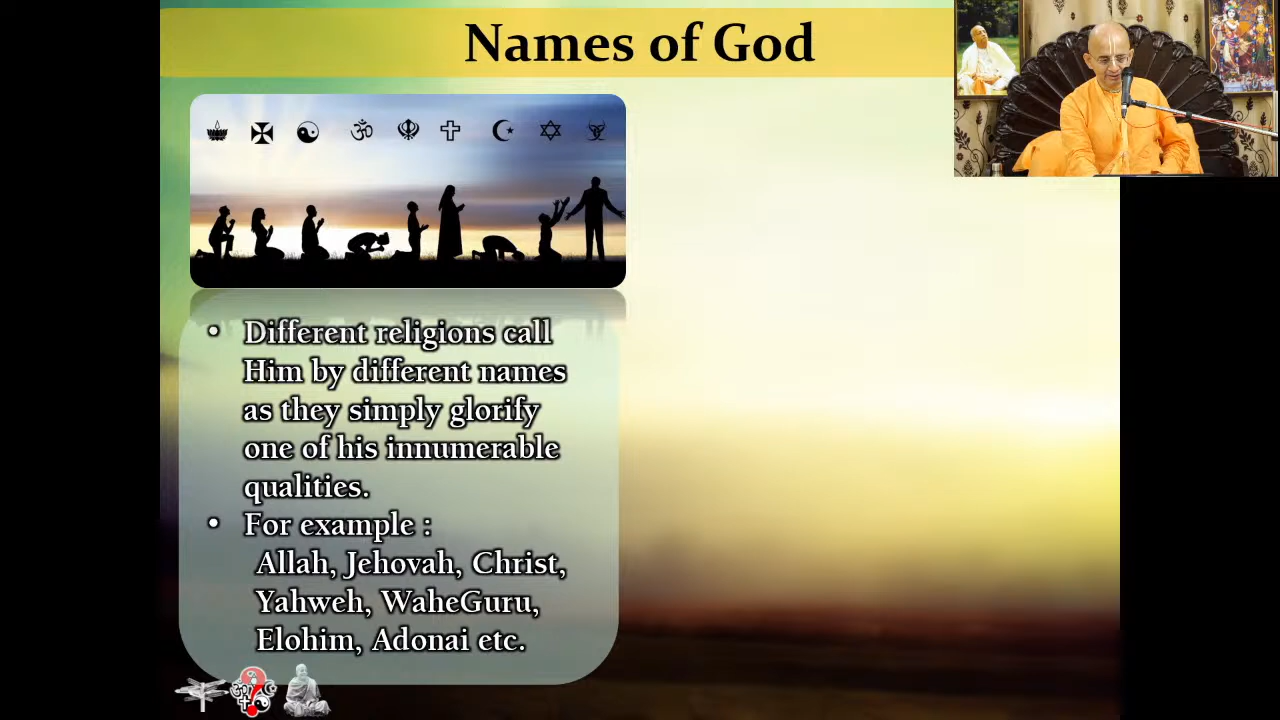 Names of God
• Different religions call
Him by different names
as they simply glorify
one of his innumerable
qualities.
• For example :
Allah, Jehovah, Christ,
Yahweh, WaheGuru,
Elohim, Adonai etc.